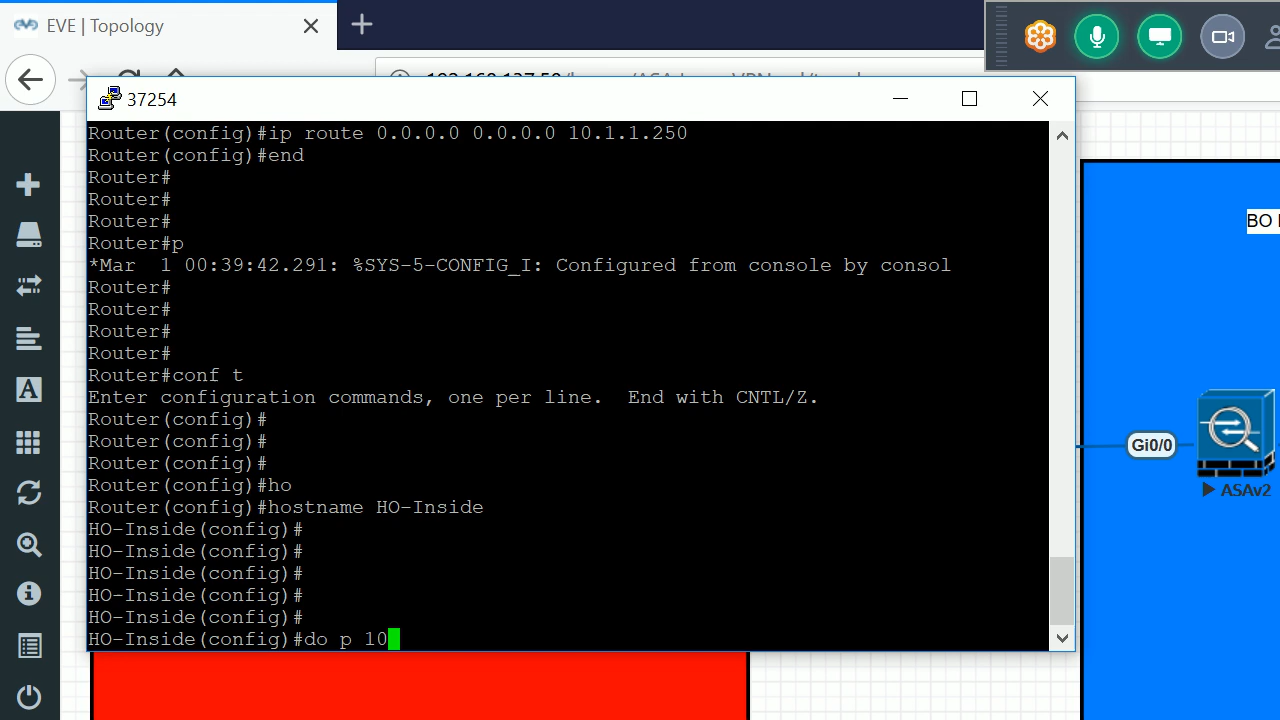 EVE | Topology
37254
Router(config)#ip route 0.0.0.0 0.0.0.0 10.1.1.250
Router(config)#end
Router#
Router#
Router#
Router#p
*Mar  1 00:39:42.291: %SYS-5-CONFIG_I: Configured from console by consol
Router#
Router#
Router#
Router#
Router#conf t
Enter configuration commands, one per line.  End with CNTL/Z.
Router(config)#
Router(config)#
Router(config)#
Router(config)#ho
Router(config)#hostname HO-Inside
HO-Inside(config)#
HO-Inside(config)#
HO-Inside(config)#
HO-Inside(config)#
HO-Inside(config)#
HO-Inside(config)#do p 10
BO
Gi0/0
ASAv2